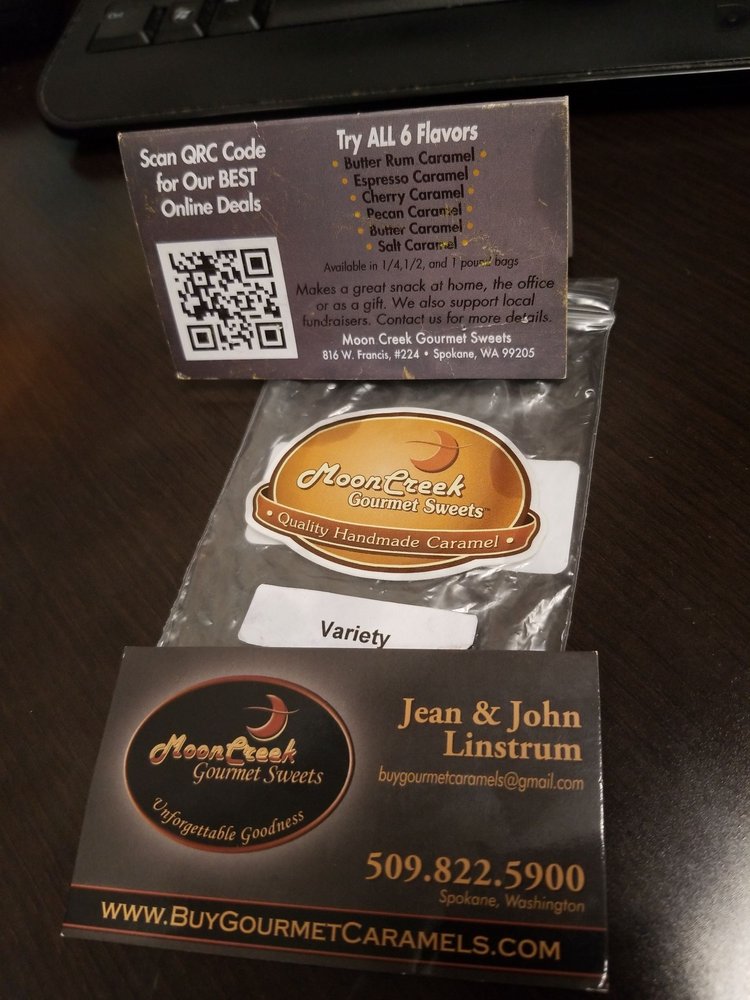 Ctrl
Scan QRC Code
for Our BEST
Online Deals
Try ALL 6 Flavors
• Butter Rum Caramel •
• Espresso Caramel •
• Cherry Caramel •
• Pecan Caramel •
• Butter Caramel •
• Salt Caramel •
Available in 1/4,1/2, and 1 pound bags
Makes a great snack at home, the office
or as a gift. We also support local
fundraisers. Contact us for more details.
Moon Creek Gourmet Sweets
816 W. Francis, #224 • Spokane, WA 99205
MoonCreek
Gourmet Sweets™
• Quality Handmade Caramel •
Variety
MoonCreek
Gourmet Sweets
Unforgettable Goodness
Jean & John
Linstrum
buygourmetcaramels@gmail.com
509.822.5900
Spokane, Washington
www.BuyGourmetCaramels.com